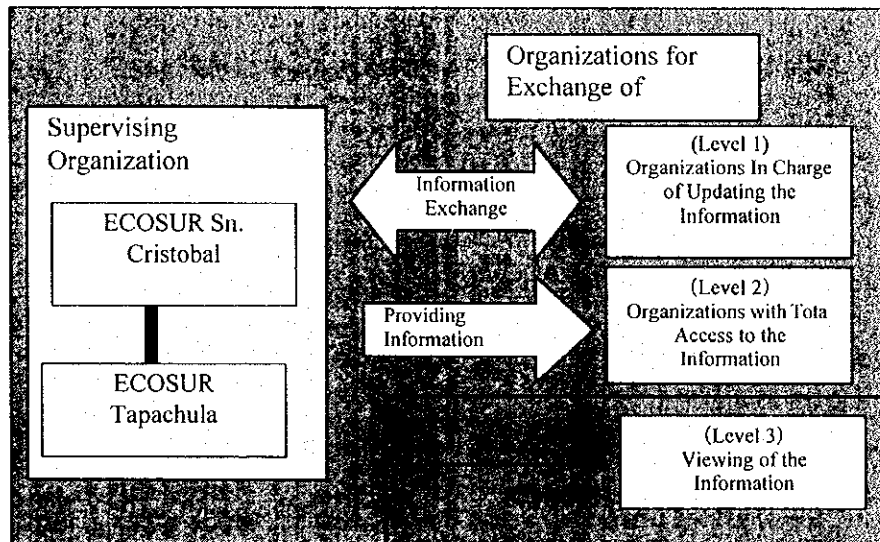 Organizations for
Exchange of
Supervising
Organization
ECOSUR Sn.
Cristobal
ECOSUR
Tapachula
Information
Exchange
Providing
Information
(Level 1)
Organizations In Charge
of Updating the
Information
(Level 2)
Organizations with Tota
Access to the
Information
(Level 3)
Viewing of the
Information